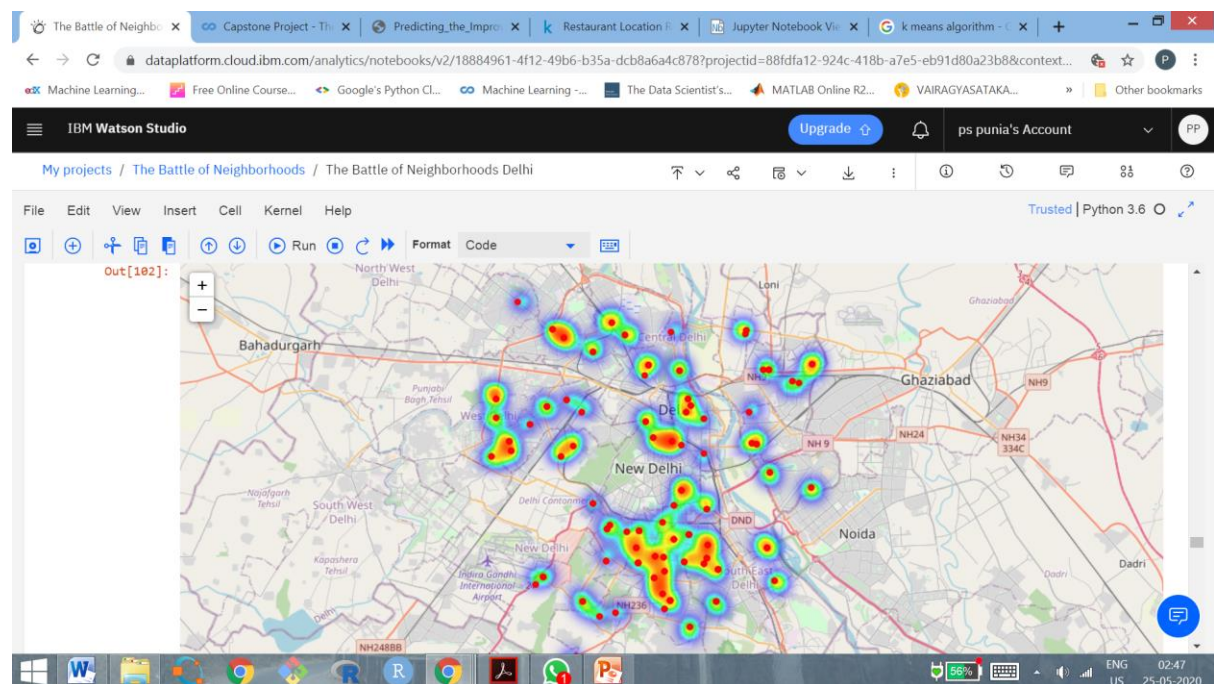 The Battle of Neighbo
Capstone Project - Th
Predicting_the_Impro
Restaurant Location R
Jupyter Notebook Vie
k means algorithm - G
dataplatform.cloud.ibm.com/analytics/notebooks/v2/18884961-4f12-49b6-b35a-dcb8a6a4c878?projectid=88fdfa12-924c-418b-a7e5-eb91d80a23b8&context...
P
edX Machine Learning... Free Online Course... Google's Python Cl... Machine Learning -... The Data Scientist's... MATLAB Online R2... VAIRAGYASATAKA... » Other bookmarks
IBM Watson Studio Upgrade ps punia's Account PP
My projects / The Battle of Neighborhoods / The Battle of Neighborhoods Delhi
File Edit View Insert Cell Kernel Help Trusted | Python 3.6
Run Format Code
Out[102]:
+
−
North West
Delhi
Loni
Ghaziabad
Central Delhi
Bahadurgarh
Ghaziabad
NH9
Punjabi
Bagh Tehsil
NH 9
NH24
NH34
334C
New Delhi
Najafgarh
Tehsil
South West
Delhi
Delhi Cantonme
DND
Noida
New Delhi
Kapashera
Tehsil
Indira Gandhi
International
Airport
South East
Delhi
Dadri
Dadri
Delhi
NH236
NH248BB
56%
ENG
US
02:47
25-05-2020